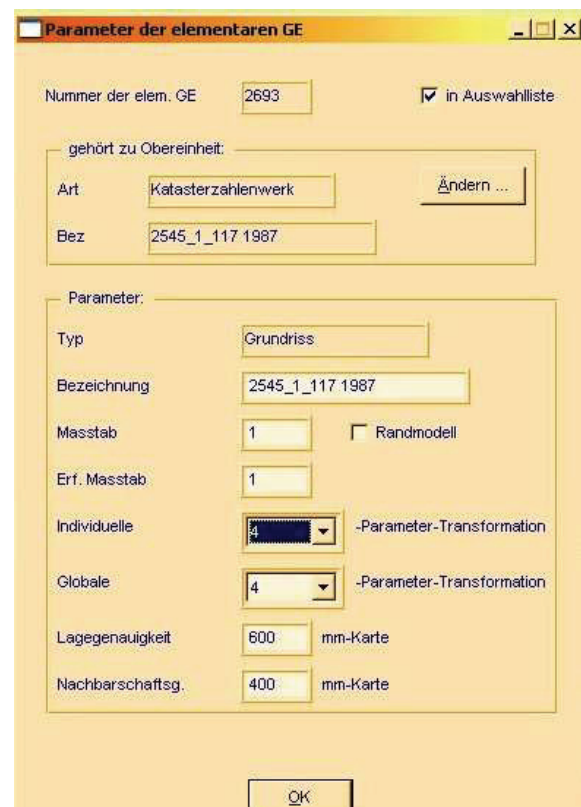 Parameter der elementaren GE
Nummer der elem. GE 2693 in Auswahlliste
gehört zu Obereinheit:
Art Katasterzahlenwerk Ändern ...
Bez 2545_1_117 1987
Parameter:
Typ Grundriss
Bezeichnung 2545_1_117 1987
Masstab 1 Randmodell
Erf. Masstab 1
Individuelle 4 -Parameter-Transformation
Globale 4 -Parameter-Transformation
Lagegenauigkeit 600 mm-Karte
Nachbarschaftsg. 400 mm-Karte
OK